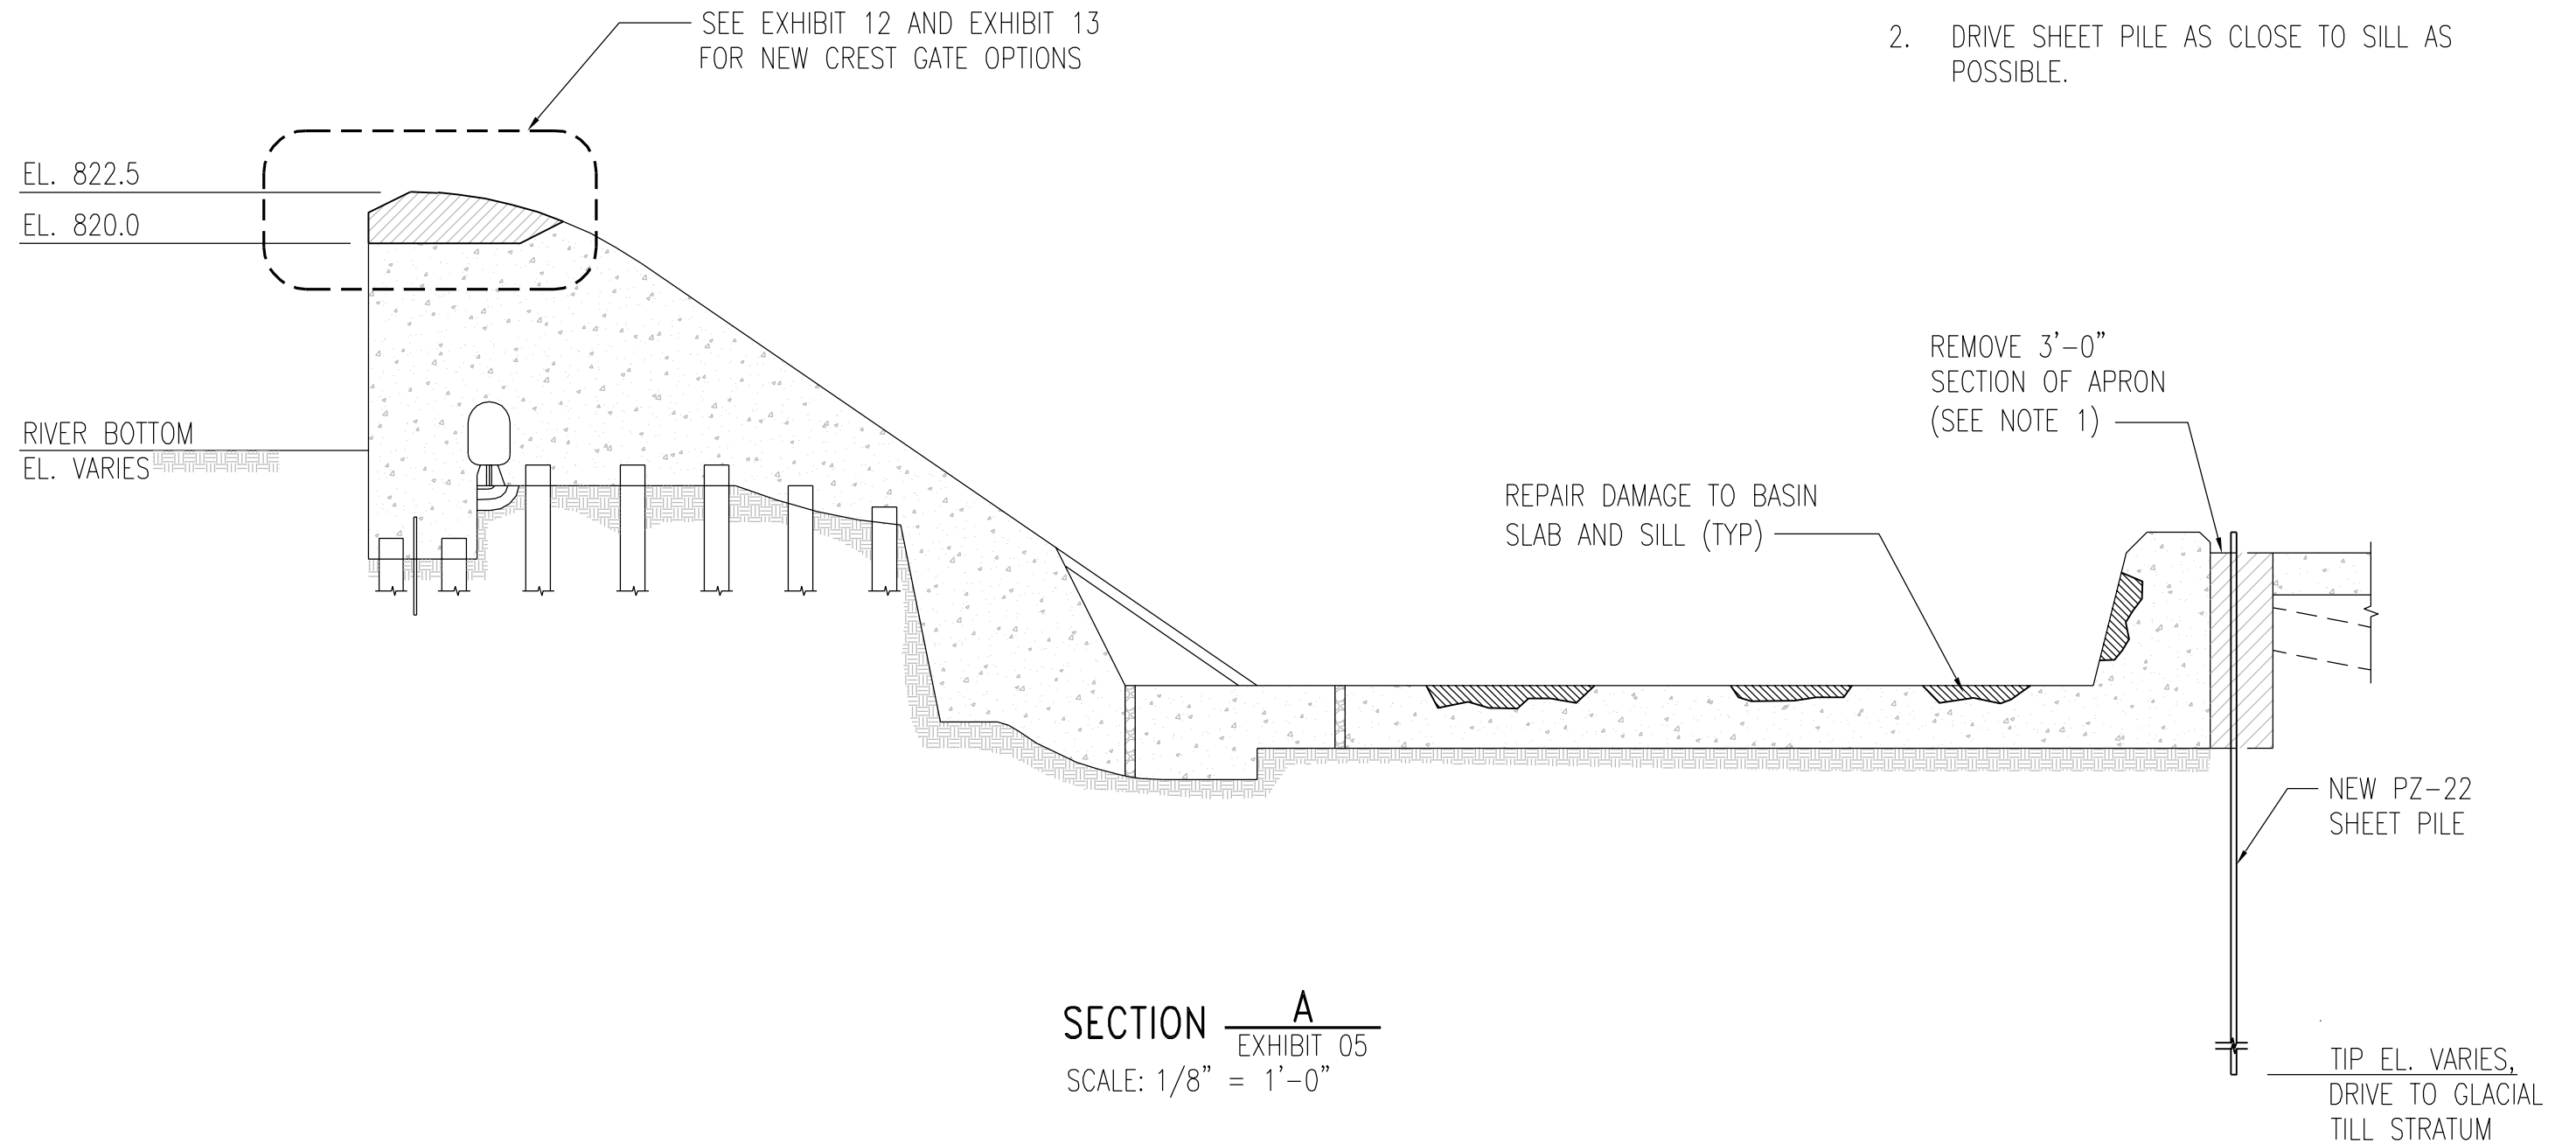 SEE EXHIBIT 12 AND EXHIBIT 13
FOR NEW CREST GATE OPTIONS
2. DRIVE SHEET PILE AS CLOSE TO SILL AS
POSSIBLE.
EL. 822.5
EL. 820.0
RIVER BOTTOM
EL. VARIES
REMOVE 3'-0"
SECTION OF APRON
(SEE NOTE 1)
REPAIR DAMAGE TO BASIN
SLAB AND SILL (TYP)
NEW PZ-22
SHEET PILE
SECTION A
EXHIBIT 05
SCALE: 1/8" = 1'-0"
TIP EL. VARIES,
DRIVE TO GLACIAL
TILL STRATUM